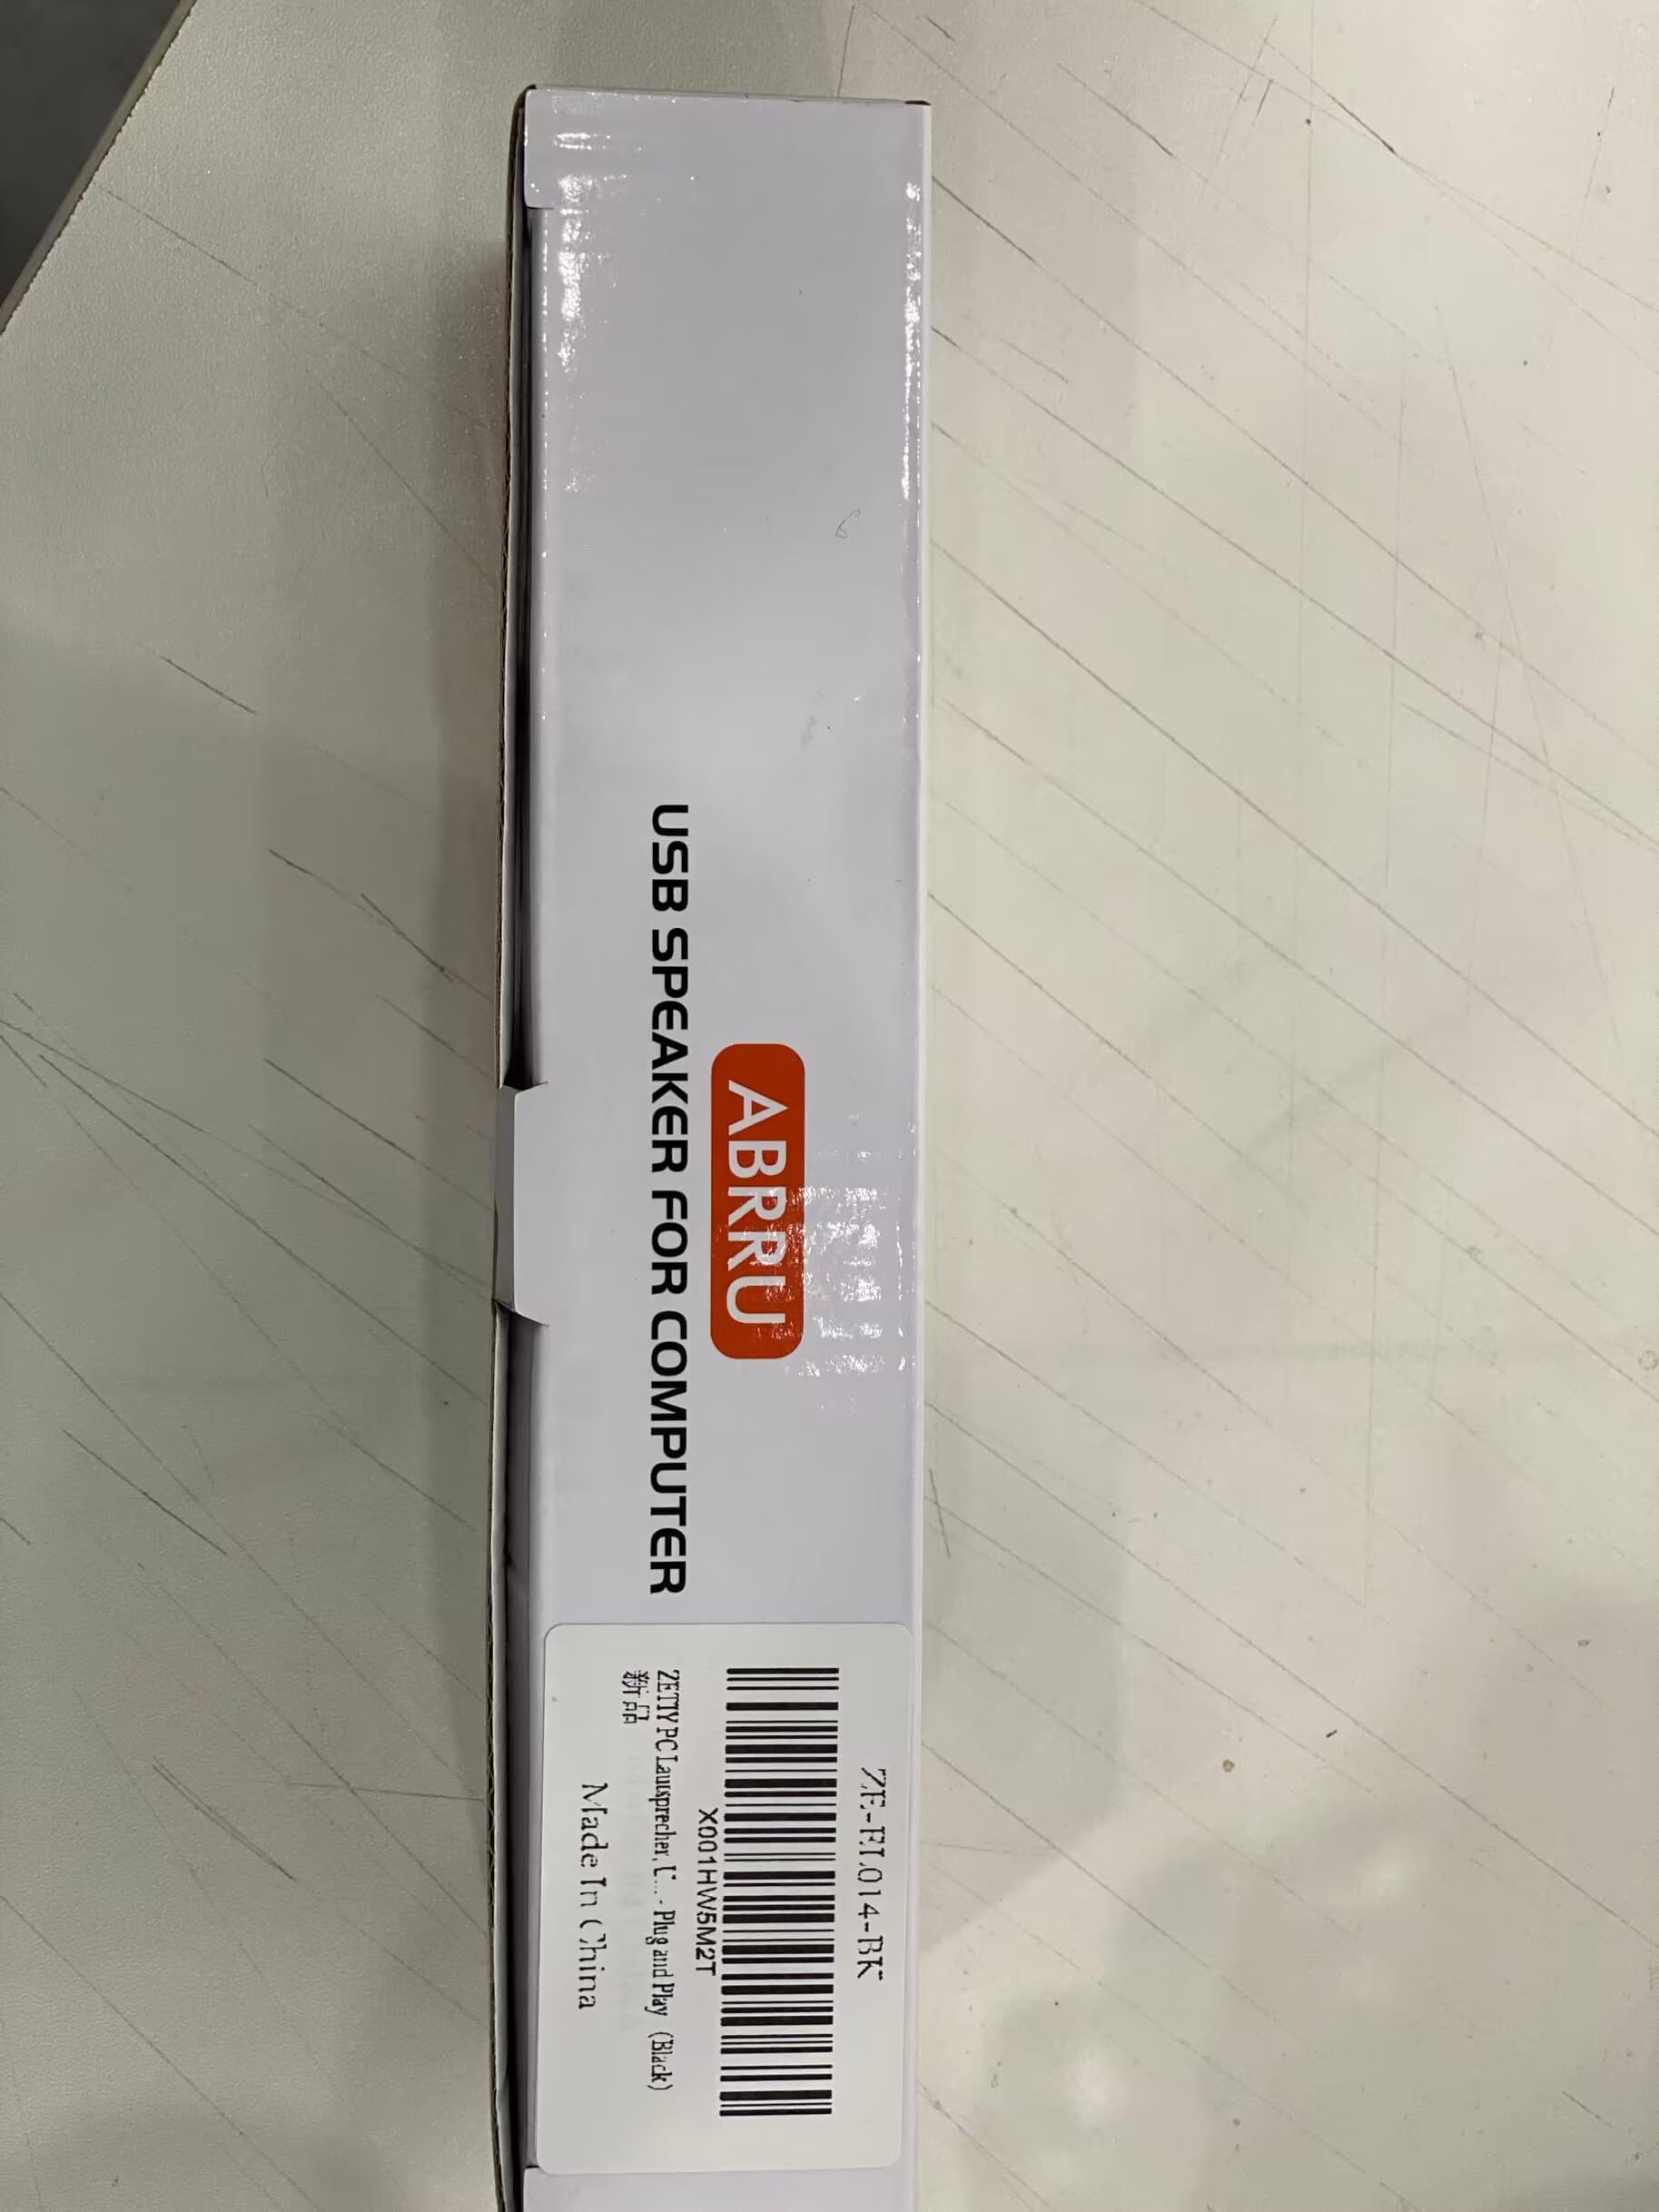 ABRRU
USB SPEAKER FOR COMPUTER
ZE-EL014-BK
X001HW5M2T
ZETIY PC Lautsprecher, U... - Plug and Play (Black)
新品
Made In China